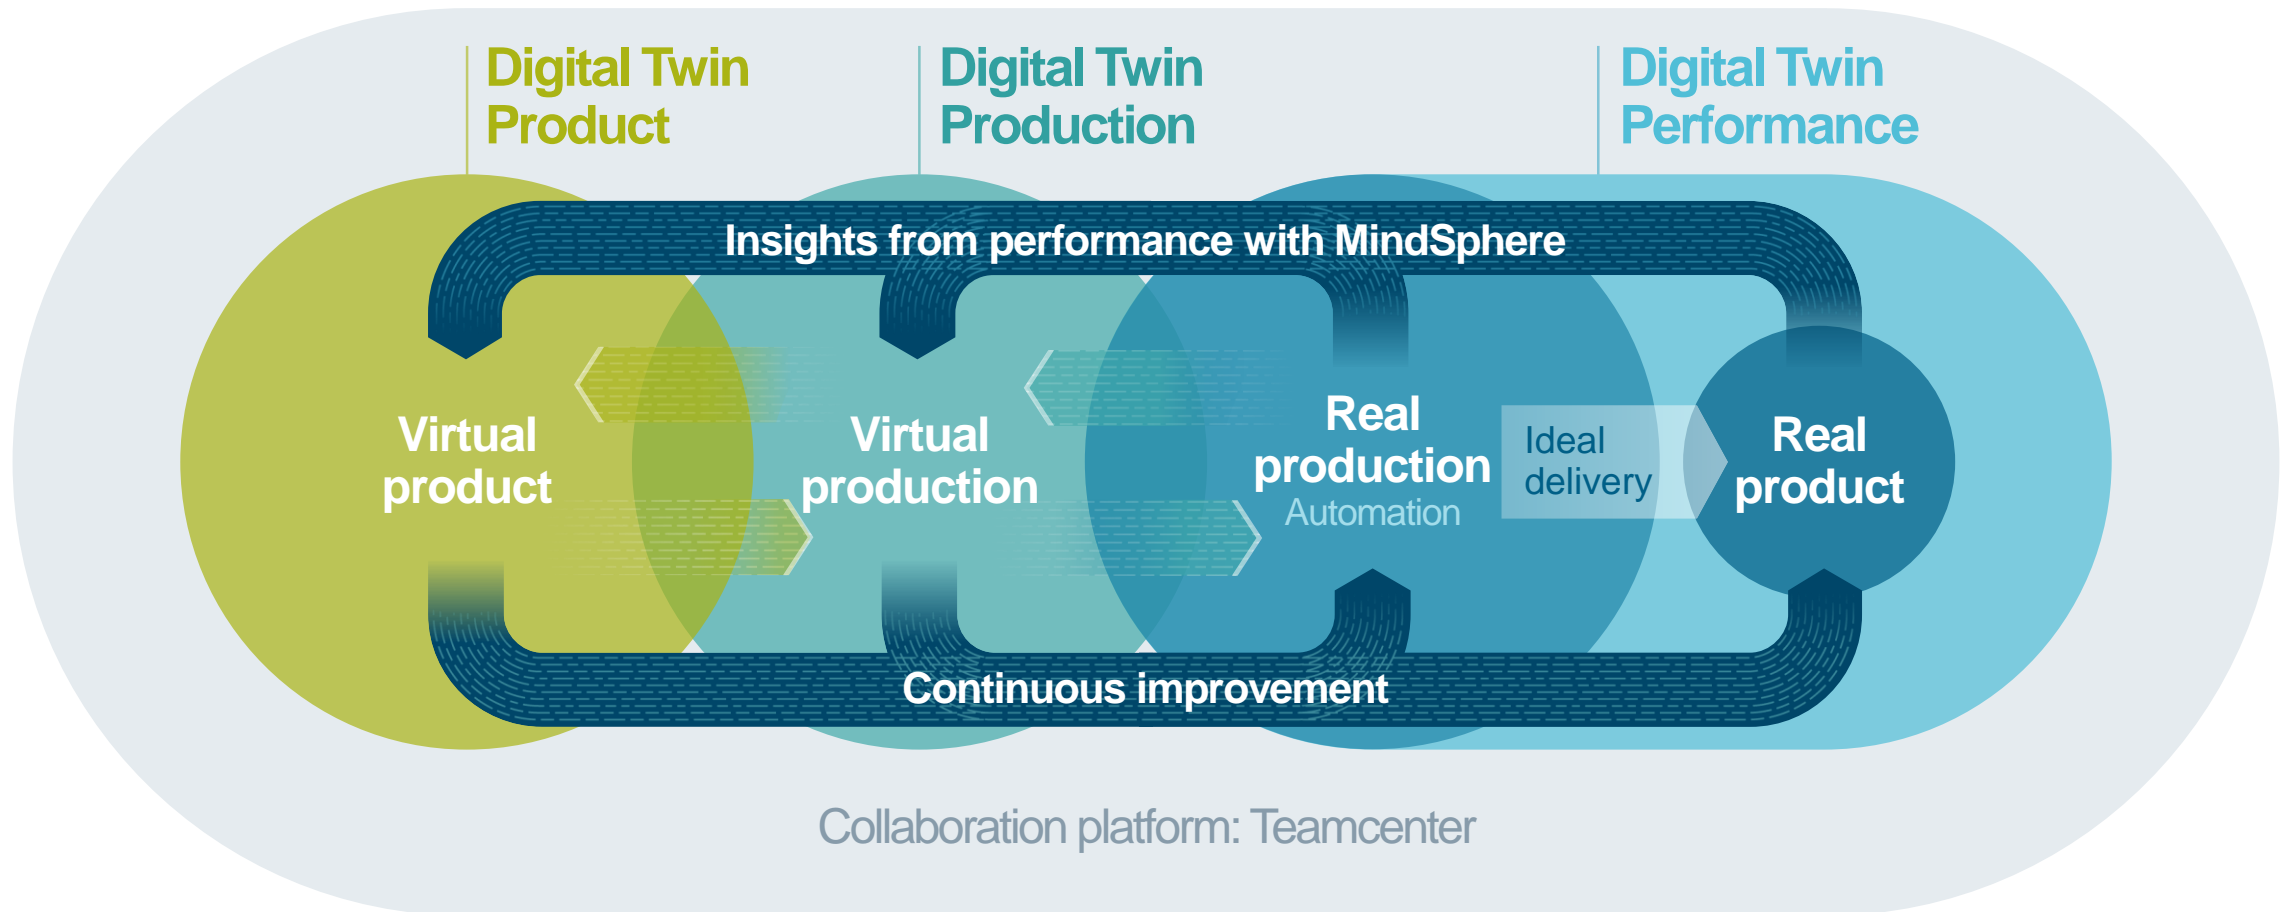 Digital Twin
Product
Digital Twin
Production
Digital Twin
Performance
Insights from performance with MindSphere
Virtual
product
Virtual
production
Real
production
Automation
Ideal
delivery
Real
product
Continuous improvement
Collaboration platform: Teamcenter